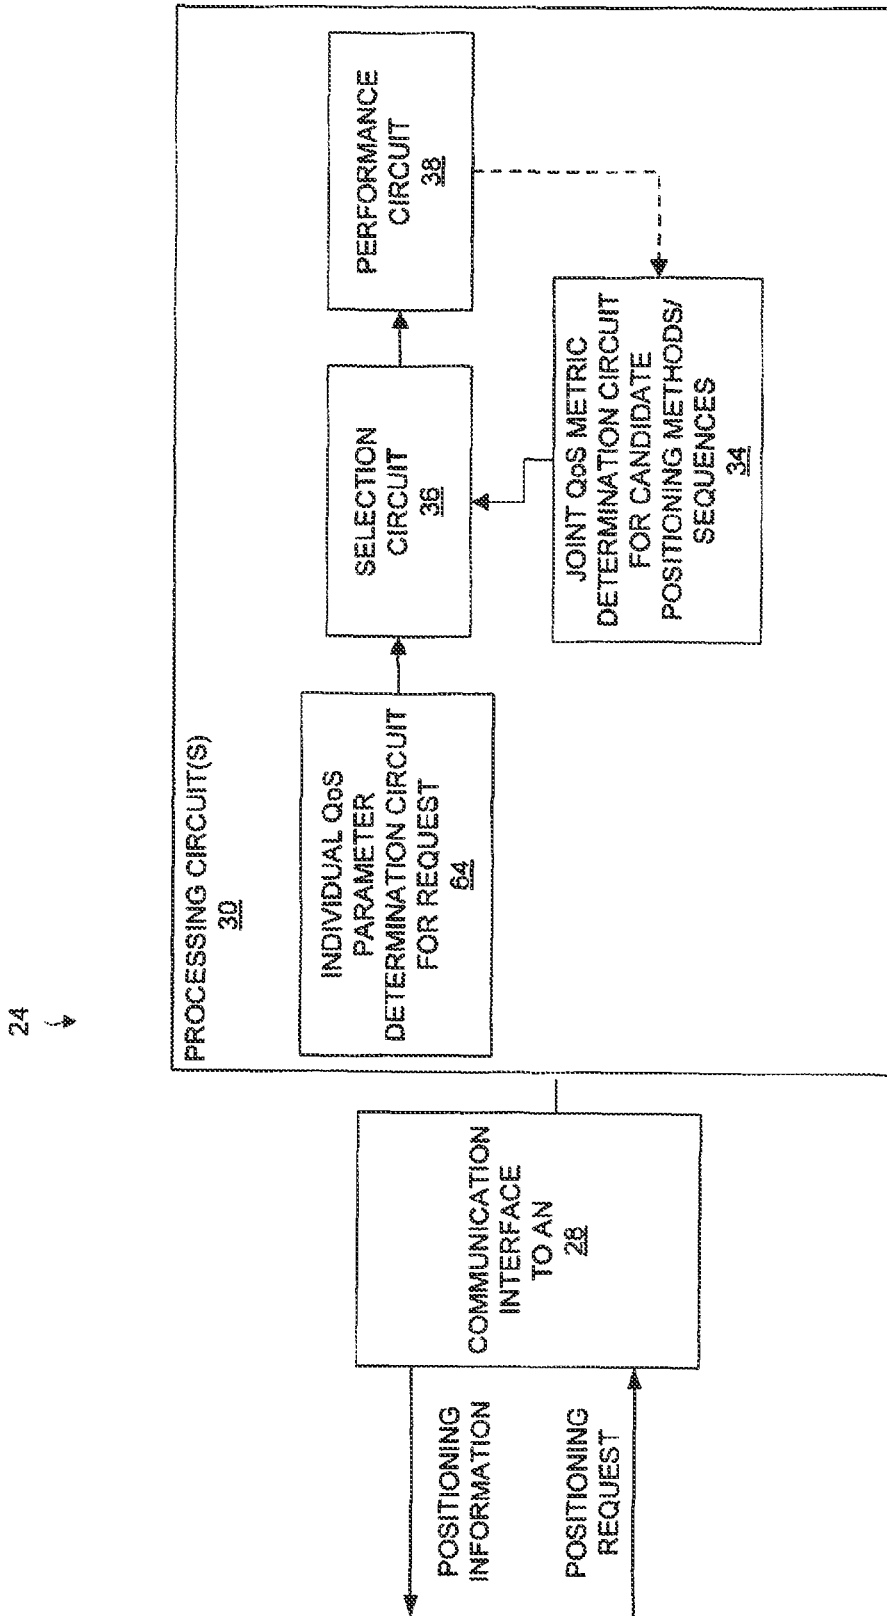 24
PROCESSING CIRCUIT(S)
30
INDIVIDUAL QoS
PARAMETER
DETERMINATION CIRCUIT
FOR REQUEST
64
SELECTION
CIRCUIT
36
PERFORMANCE
CIRCUIT
38
JOINT QoS METRIC
DETERMINATION CIRCUIT
FOR CANDIDATE
POSITIONING METHODS/
SEQUENCES
34
COMMUNICATION
INTERFACE
TO AN
28
POSITIONING
INFORMATION
POSITIONING
REQUEST